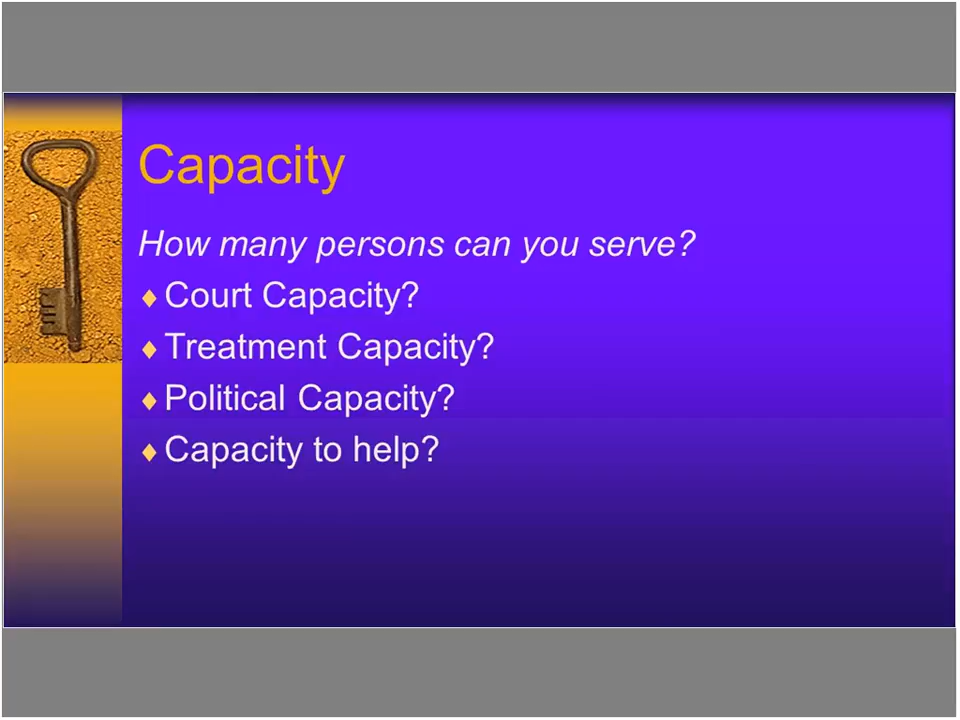 Capacity
How many persons can you serve?
♦Court Capacity?
♦Treatment Capacity?
♦Political Capacity?
♦Capacity to help?